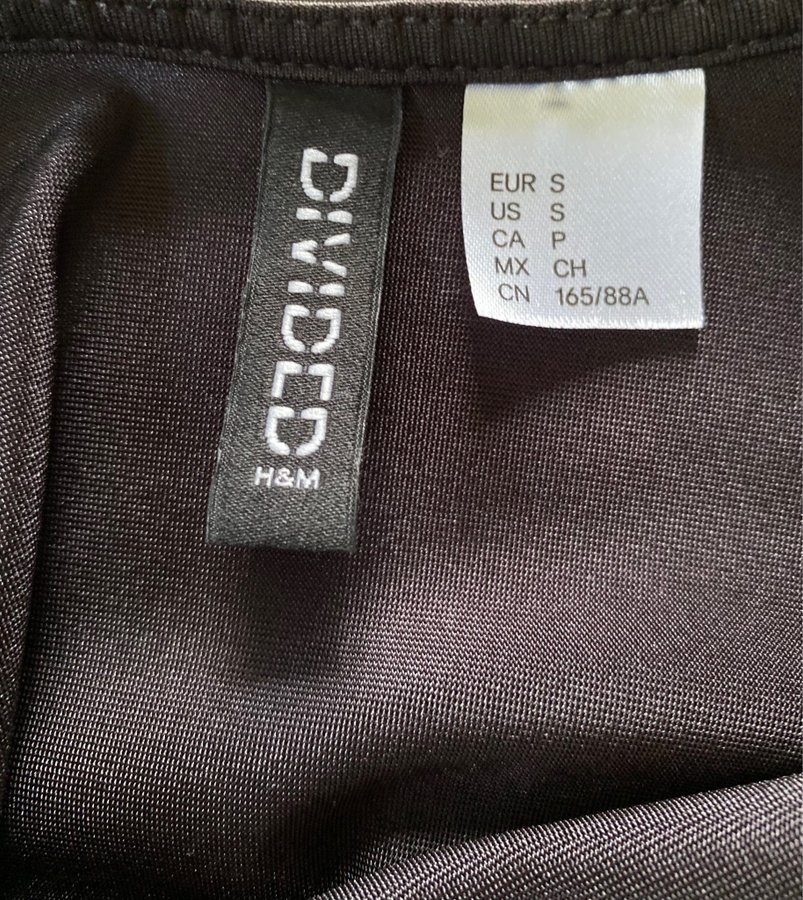 DIVIDED
H&M
EUR S
US S
CA P
MX CH
CN 165/88A